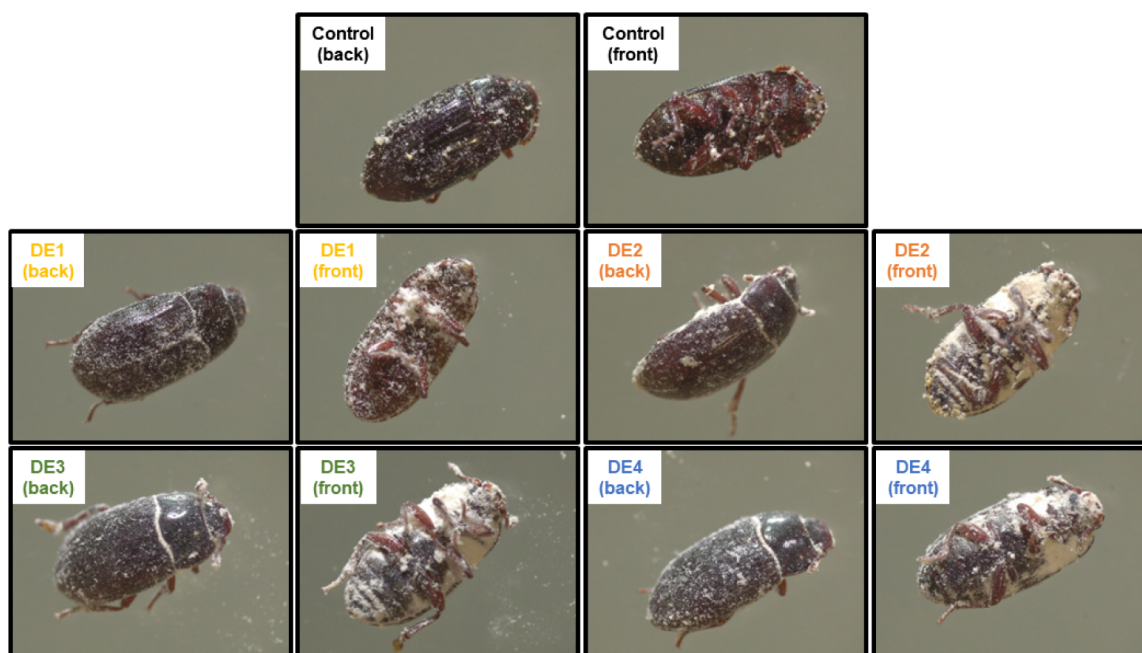 Control
(back)
Control
(front)
DE1
(back)
DE1
(front)
DE2
(back)
DE2
(front)
DE3
(back)
DE3
(front)
DE4
(back)
DE4
(front)